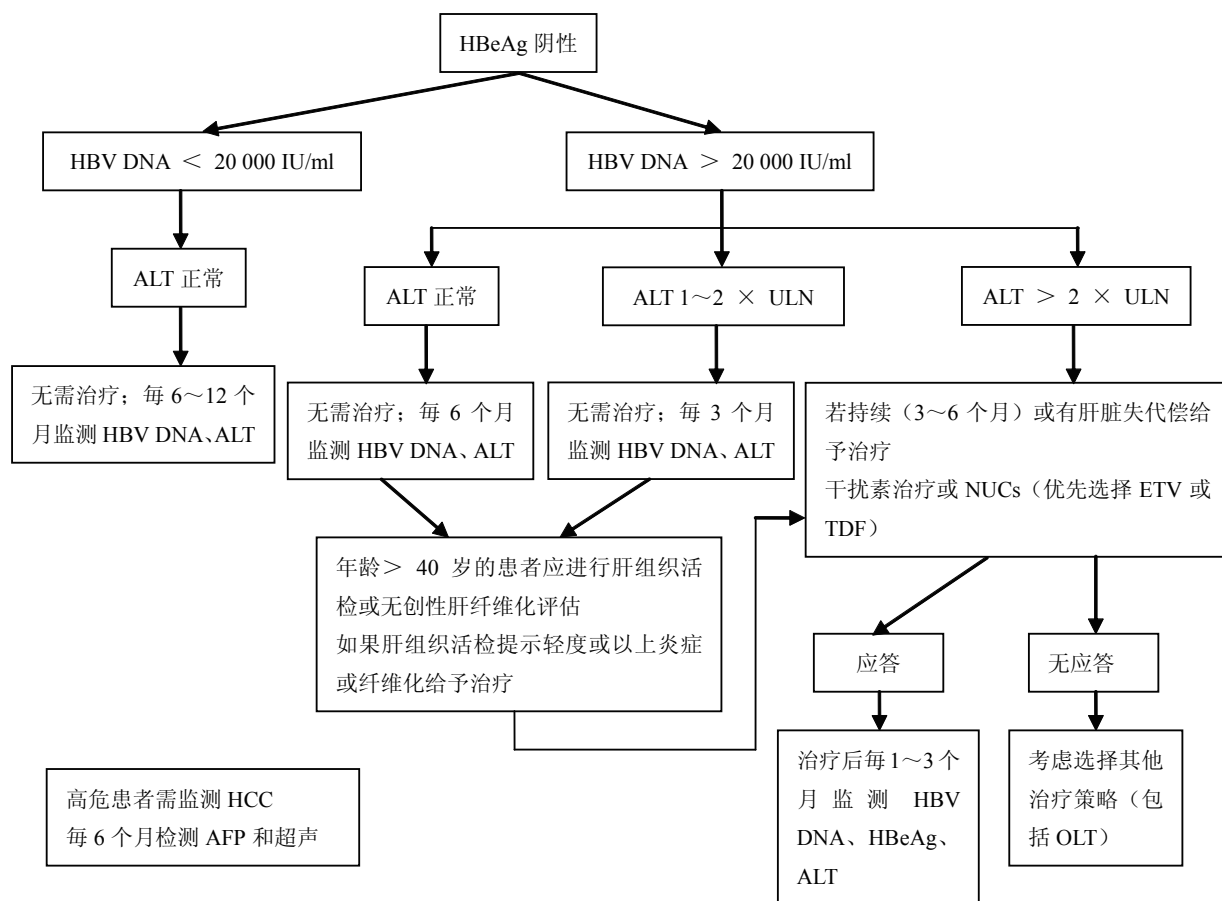 HBeAg 阴性
HBV DNA ＜ 20 000 IU/ml
HBV DNA ＞ 20 000 IU/ml
ALT 正常
ALT 正常
ALT 1～2 × ULN
ALT ＞ 2 × ULN
无需治疗；每 6～12 个
月监测 HBV DNA、ALT
无需治疗；每 6 个月
监测 HBV DNA、ALT
无需治疗；每 3 个月
监测 HBV DNA、ALT
若持续（3～6 个月）或有肝脏失代偿给
予治疗
干扰素治疗或 NUCs（优先选择 ETV 或
TDF）
年龄＞ 40 岁的患者应进行肝组织活
检或无创性肝纤维化评估
如果肝组织活检提示轻度或以上炎症
或纤维化给予治疗
应答
无应答
治疗后每 1～3 个
月监测 HBV
DNA、HBeAg、
ALT
考虑选择其他
治疗策略（包
括 OLT）
高危患者需监测 HCC
每 6 个月检测 AFP 和超声